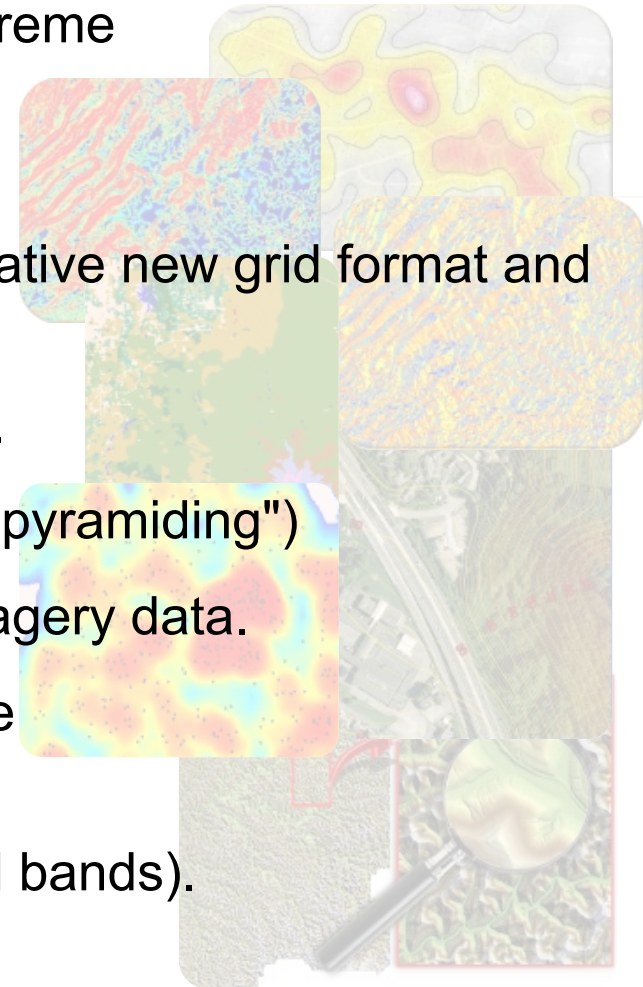 reme
ative new grid format and
.
pyramiding")
agery data.
e
bands).